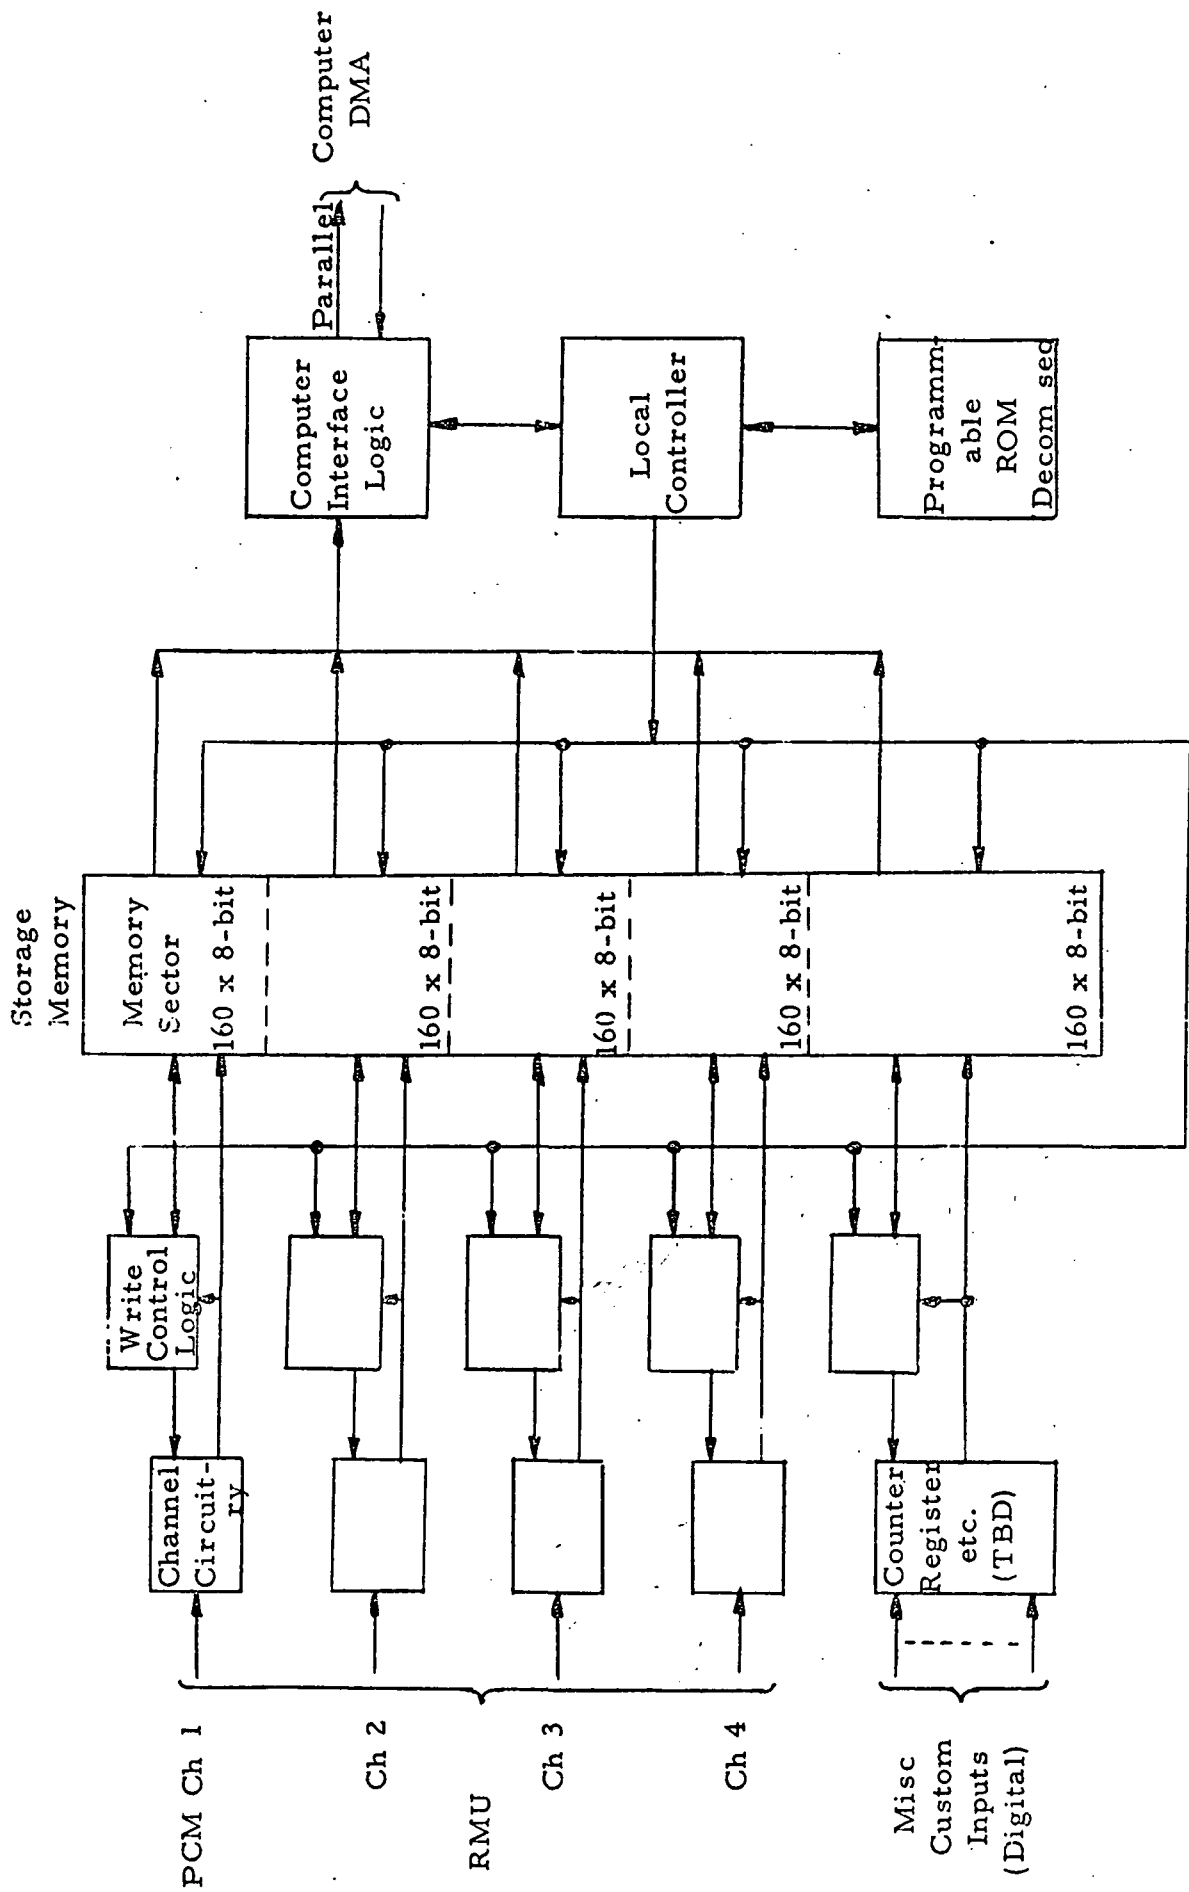 Storage
Memory
PCM Ch 1
Channel
Circuit-
ry
Write
Control
Logic
Memory
Sector
160 x 8-bit
Computer
Interface
Logic
Parallel
Computer
DMA
Ch 2
160 x 8-bit
RMU
Ch 3
160 x 8-bit
Local
Controller
Ch 4
160 x 8-bit
Misc
Custom
Inputs
(Digital)
Counter
Register
etc.
(TBD)
160 x 8-bit
Programm-
able
ROM
Decom seq